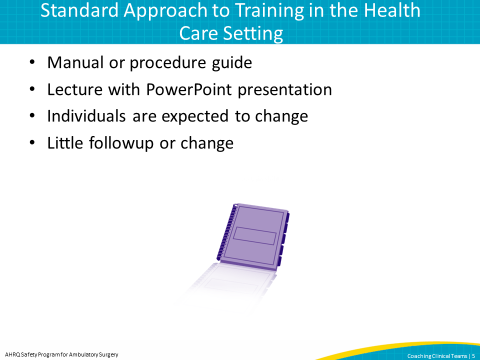 Standard Approach to Training in the Health
Care Setting
• Manual or procedure guide
• Lecture with PowerPoint presentation
• Individuals are expected to change
• Little followup or change
AHRQ Safety Program for Ambulatory Surgery
Coaching Clinical Teams | 5